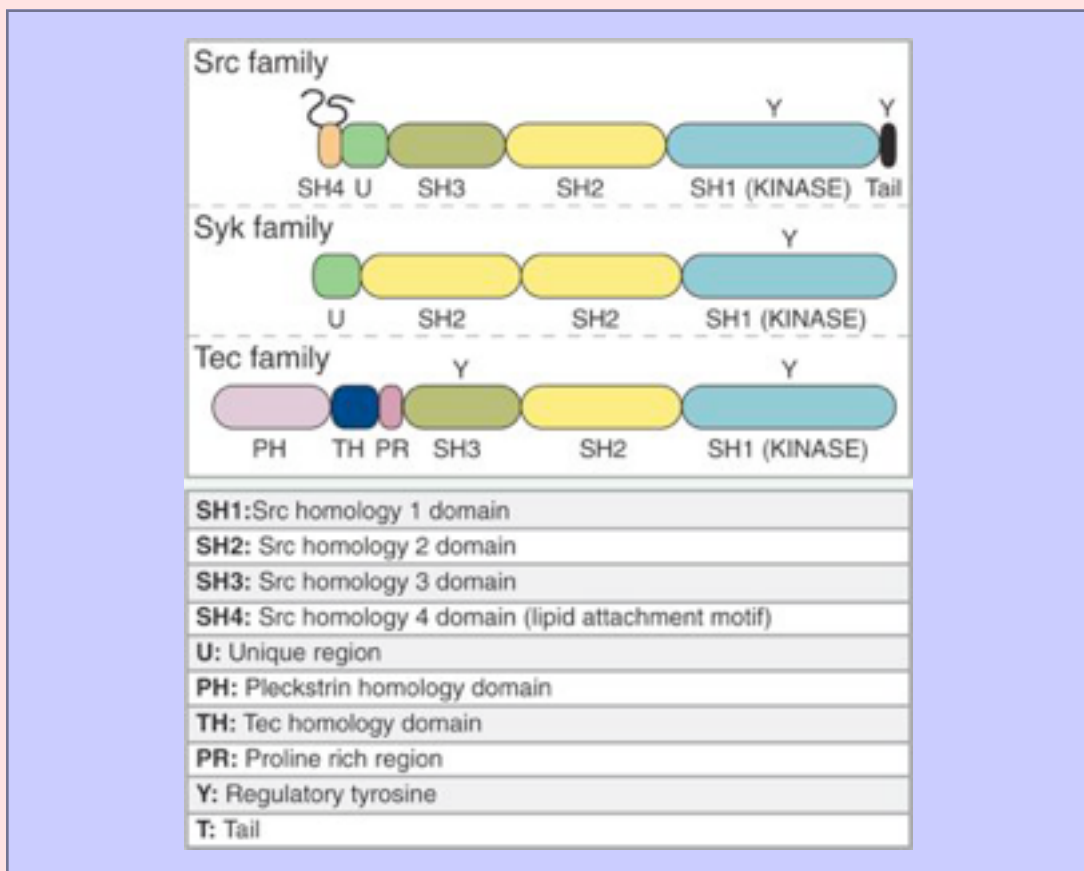 Src family
Y Y
SH4 U SH3 SH2 SH1 (KINASE) Tail
Syk family
Y
U SH2 SH2 SH1 (KINASE)
Tec family
Y Y
PH TH PR SH3 SH2 SH1 (KINASE)
SH1:Src homology 1 domain
SH2: Src homology 2 domain
SH3: Src homology 3 domain
SH4: Src homology 4 domain (lipid attachment motif)
U: Unique region
PH: Pleckstrin homology domain
TH: Tec homology domain
PR: Proline rich region
Y: Regulatory tyrosine
T: Tail